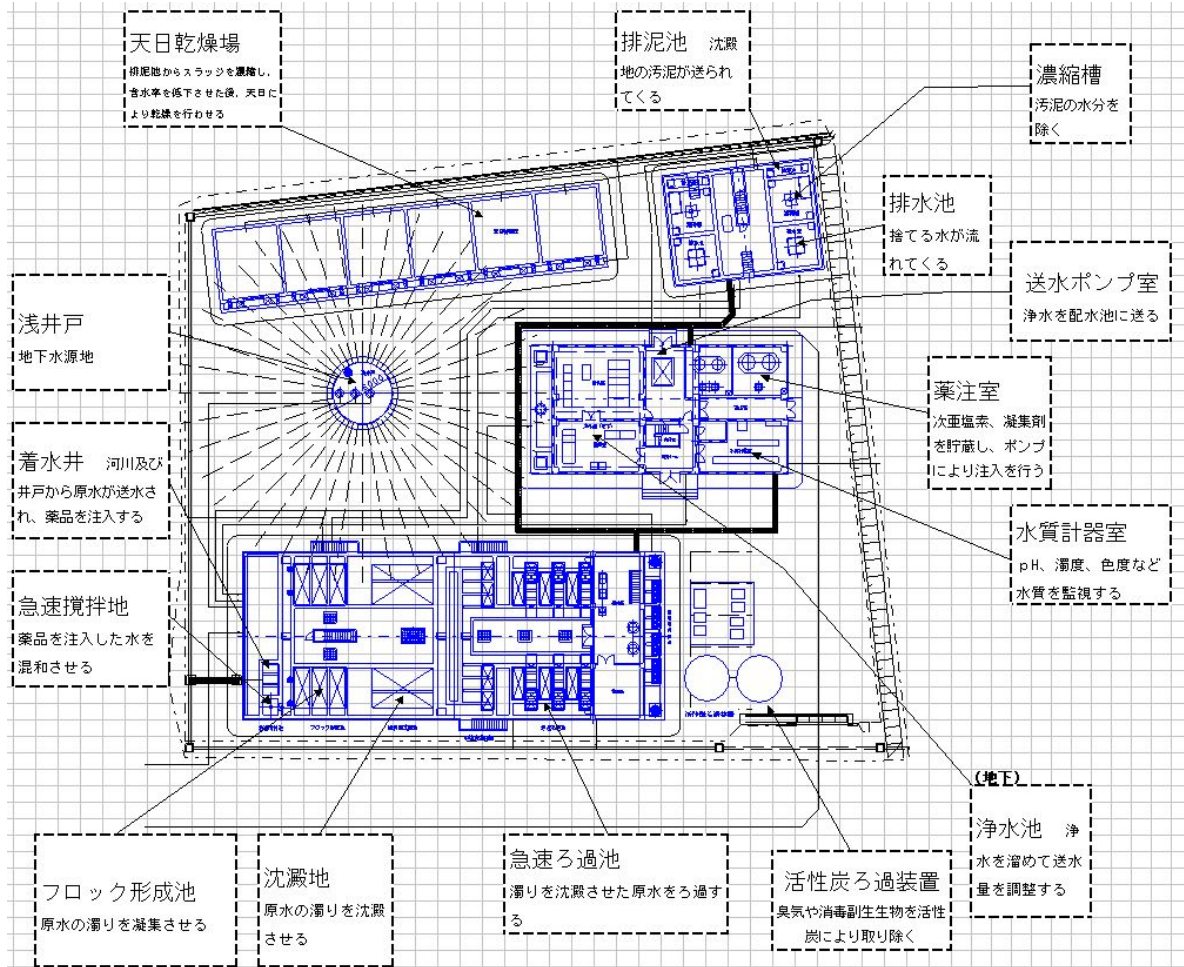 天日乾燥場
排泥池からスラッジを濃縮し、
含水率を低下させた後、天日に
より乾燥を行わせる
排泥池 沈澱
地の汚泥が送られ
てくる
濃縮槽
汚泥の水分を
除く
排水池
捨てる水が流
れてくる
送水ポンプ室
浄水を配水池に送る
浅井戸
地下水源地
薬注室
次亜塩素、凝集剤
を貯蔵し、ポンプ
により注入を行う
着水井 河川及び
井戸から原水が送水さ
れ、薬品を注入する
水質計器室
pH、濁度、色度など
水質を監視する
急速撹拌地
薬品を注入した水を
混和させる
(地下)
浄水池 浄
水を溜めて送水
量を調整する
フロック形成池
原水の濁りを凝集させる
沈澱地
原水の濁りを沈澱
させる
急速ろ過池
濁りを沈澱させた原水をろ過す
る
活性炭ろ過装置
臭気や消毒副生生物を活性
炭により取り除く